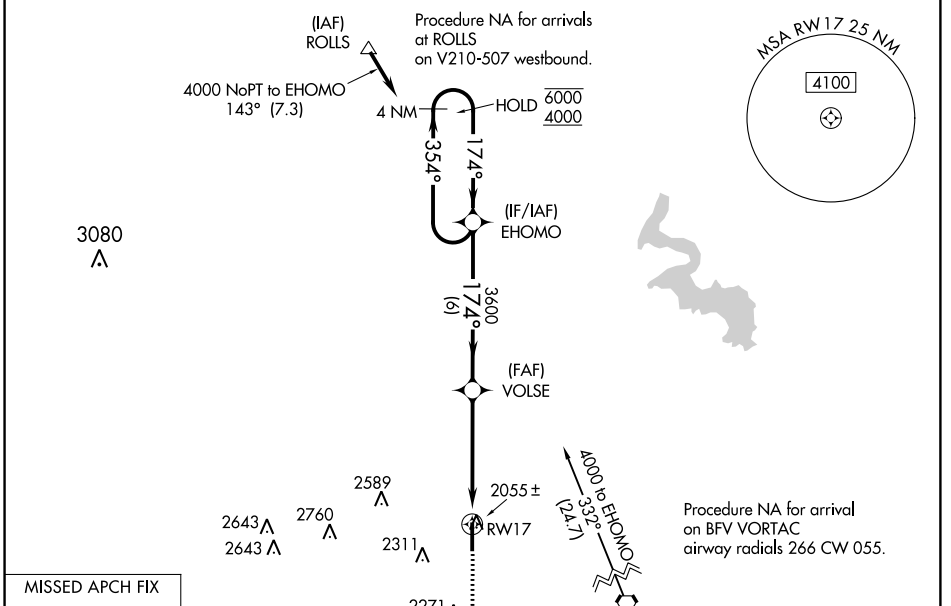 (IAF)
ROLLS
Procedure NA for arrivals
at ROLLS
on V210-507 westbound.
4000 NoPT to EHOMO
143° (7.3)
4 NM
HOLD
6000
4000
354°
174°
MSA RW17 25 NM
4100
(IF/IAF)
EHOMO
3080
3600
174°
(6)
(FAF)
VOLSE
2589
2055 ±
RW17
2643
2643
2760
2311
4000 to EHOMO
332°
(24.7)
Procedure NA for arrival
on BFV VORTAC
airway radials 266 CW 055.
MISSED APCH FIX
2271